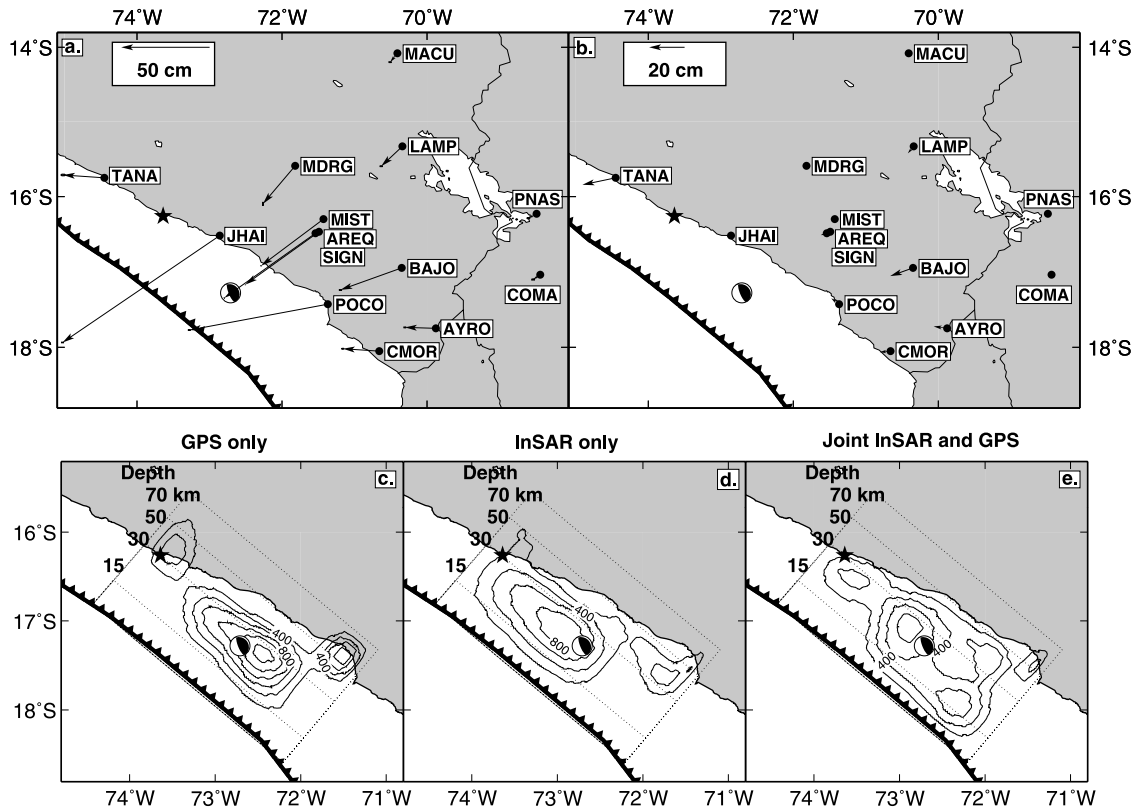 74°W 72°W 70°W 74°W 72°W 70°W
14°S a. 50 cm MACU b. 20 cm MACU 14°S
LAMP LAMP
MDRG MDRG
TANA TANA
16°S PNAS 16°S
MIST MIST
JHAI AREQ JHAI AREQ
SIGN SIGN
BAJO BAJO
COMA COMA
POCO POCO
AYRO AYRO
18°S CMOR CMOR 18°S
GPS only InSAR only Joint InSAR and GPS
Depth c. Depth d. Depth e.
70 km 70 km 70 km
50 50 50
16°S 30 30 30 16°S
15 15 15
17°S 400 800 400 400 800 400 400 17°S
18°S 18°S
74°W 73°W 72°W 71°W 74°W 73°W 72°W 71°W 74°W 73°W 72°W 71°W